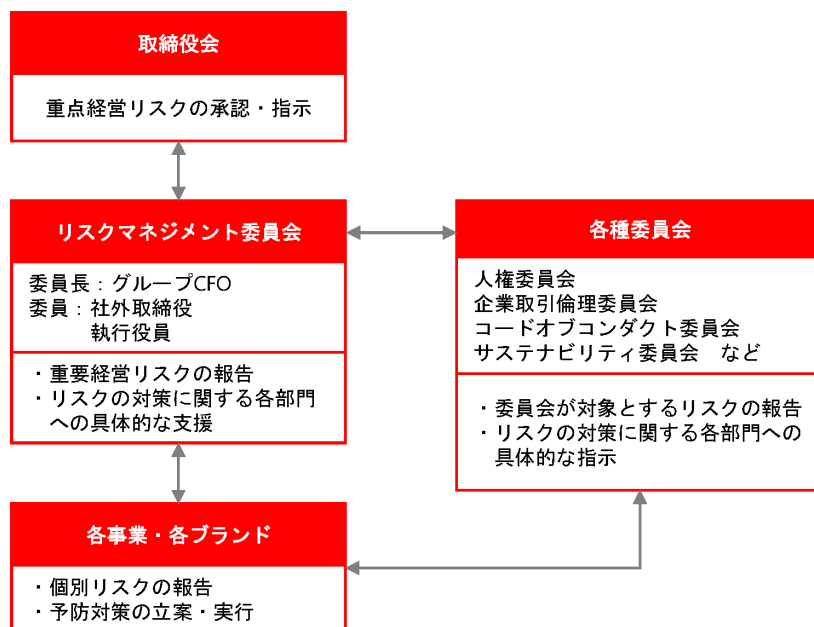 取締役会
重点経営リスクの承認・指示
リスクマネジメント委員会
委員長：グループCFO
委員：社外取締役
執行役員
・重要経営リスクの報告
・リスクの対策に関する各部門
への具体的な支援
各種委員会
人権委員会
企業取引倫理委員会
コードオブコンダクト委員会
サステナビリティ委員会　など
・委員会が対象とするリスクの報告
・リスクの対策に関する各部門への
具体的な指示
各事業・各ブランド
・個別リスクの報告
・予防対策の立案・実行